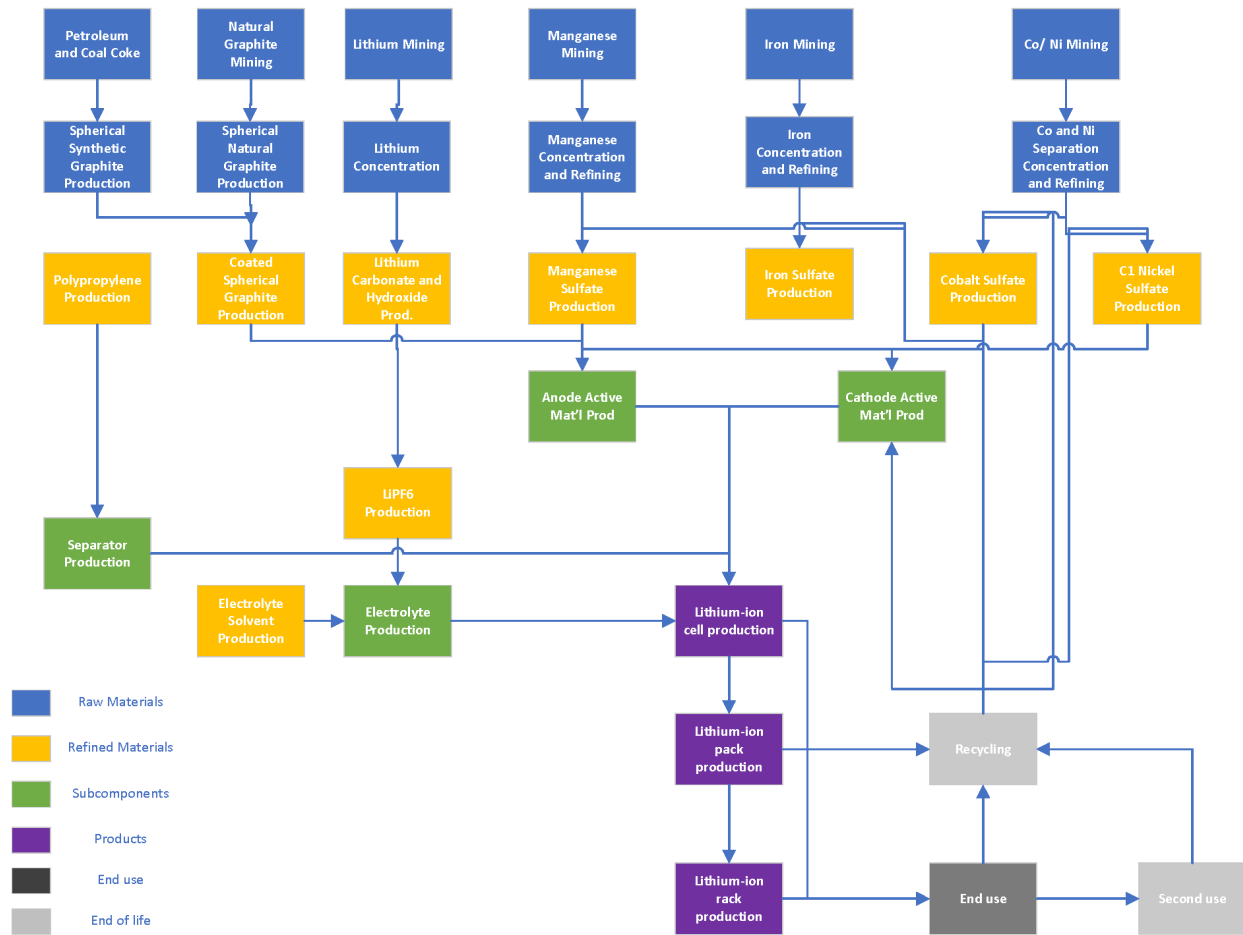 Petroleum
and Coal Coke
Natural
Graphite
Mining
Lithium Mining
Manganese
Mining
Iron Mining
Co/ Ni Mining
Spherical
Synthetic
Graphite
Production
Spherical
Natural
Graphite
Production
Lithium
Concentration
Manganese
Concentration
and Refining
Iron
Concentration
and Refining
Co and Ni
Separation
Concentration
and Refining
Polypropylene
Production
Coated
Spherical
Graphite
Production
Lithium
Carbonate and
Hydroxide
Prod.
Manganese
Sulfate
Production
Iron Sulfate
Production
Cobalt Sulfate
Production
C1 Nickel
Sulfate
Production
Anode Active
Mat'l Prod
Cathode Active
Mat'l Prod
LiPF6
Production
Separator
Production
Electrolyte
Solvent
Production
Electrolyte
Production
Lithium-ion
cell production
Raw Materials
Refined Materials
Subcomponents
Products
End use
End of life
Lithium-ion
pack
production
Recycling
Lithium-ion
rack
production
End use
Second use